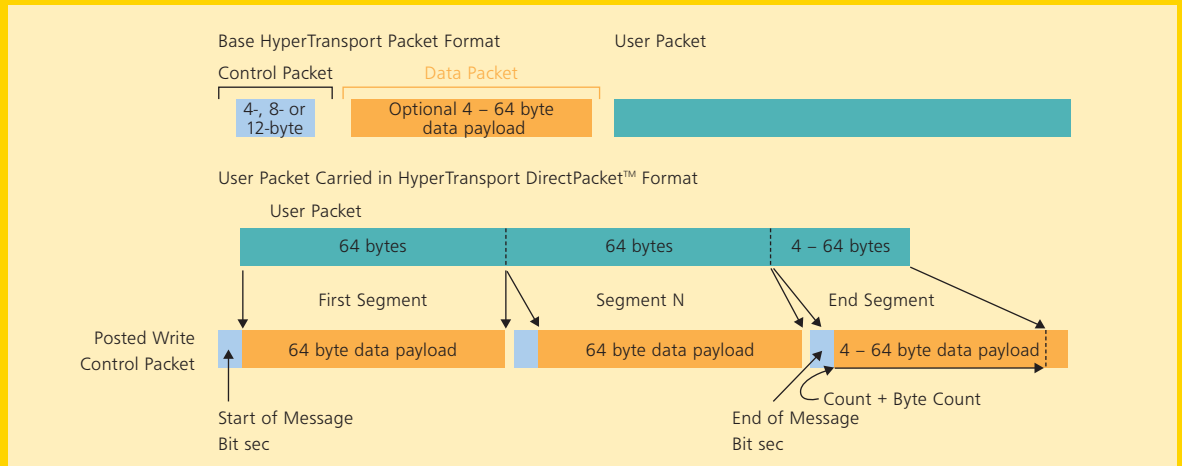 Base HyperTransport Packet Format
User Packet
Control Packet
Data Packet
4-, 8- or
12-byte
Optional 4 – 64 byte
data payload
User Packet Carried in HyperTransport DirectPacket™ Format
User Packet
64 bytes
64 bytes
4 – 64 bytes
First Segment
Segment N
End Segment
Posted Write
Control Packet
64 byte data payload
64 byte data payload
4 – 64 byte data payload
Count + Byte Count
Start of Message
Bit sec
End of Message
Bit sec